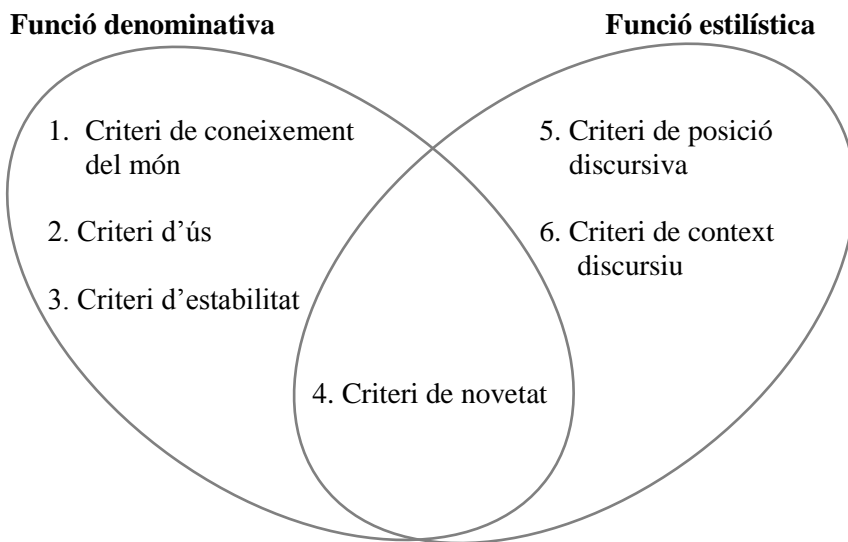 Funció denominativa
Funció estilística
1. Criteri de coneixement
del món
2. Criteri d’ús
3. Criteri d’estabilitat
4. Criteri de novetat
5. Criteri de posició
discursiva
6. Criteri de context
discursiu